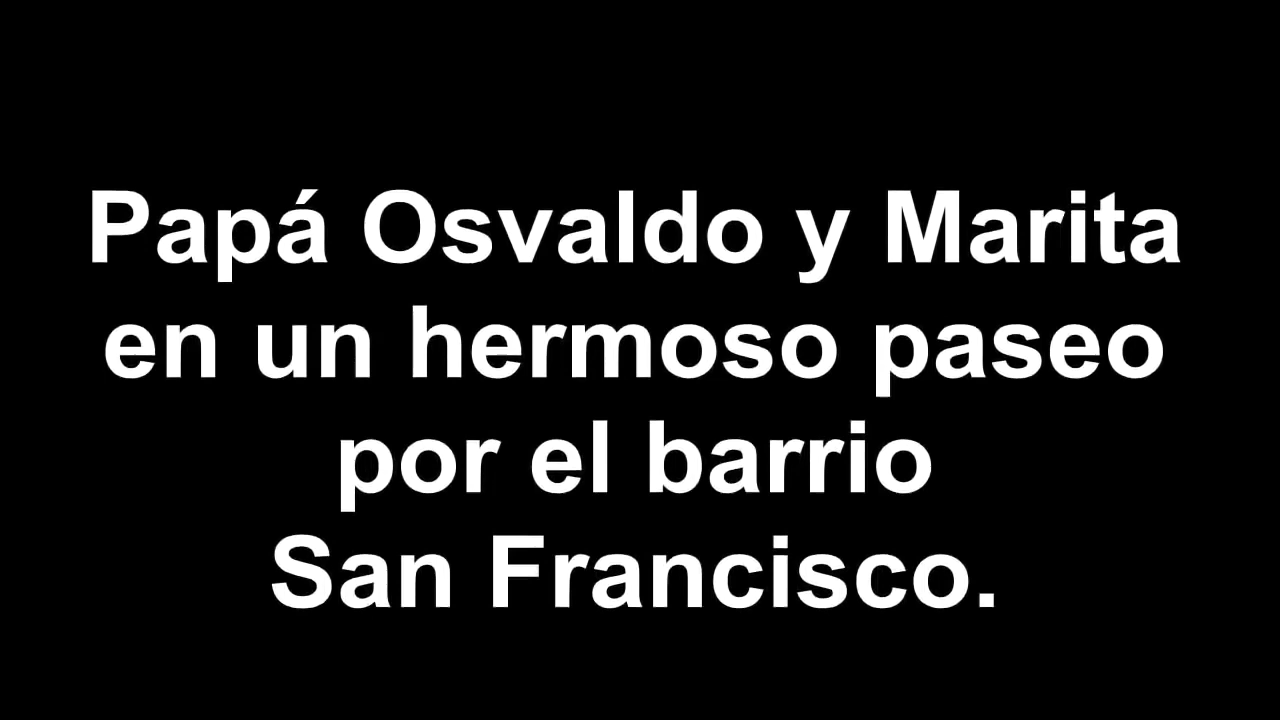 Papá Osvaldo y Marita
en un hermoso paseo
por el barrio
San Francisco.